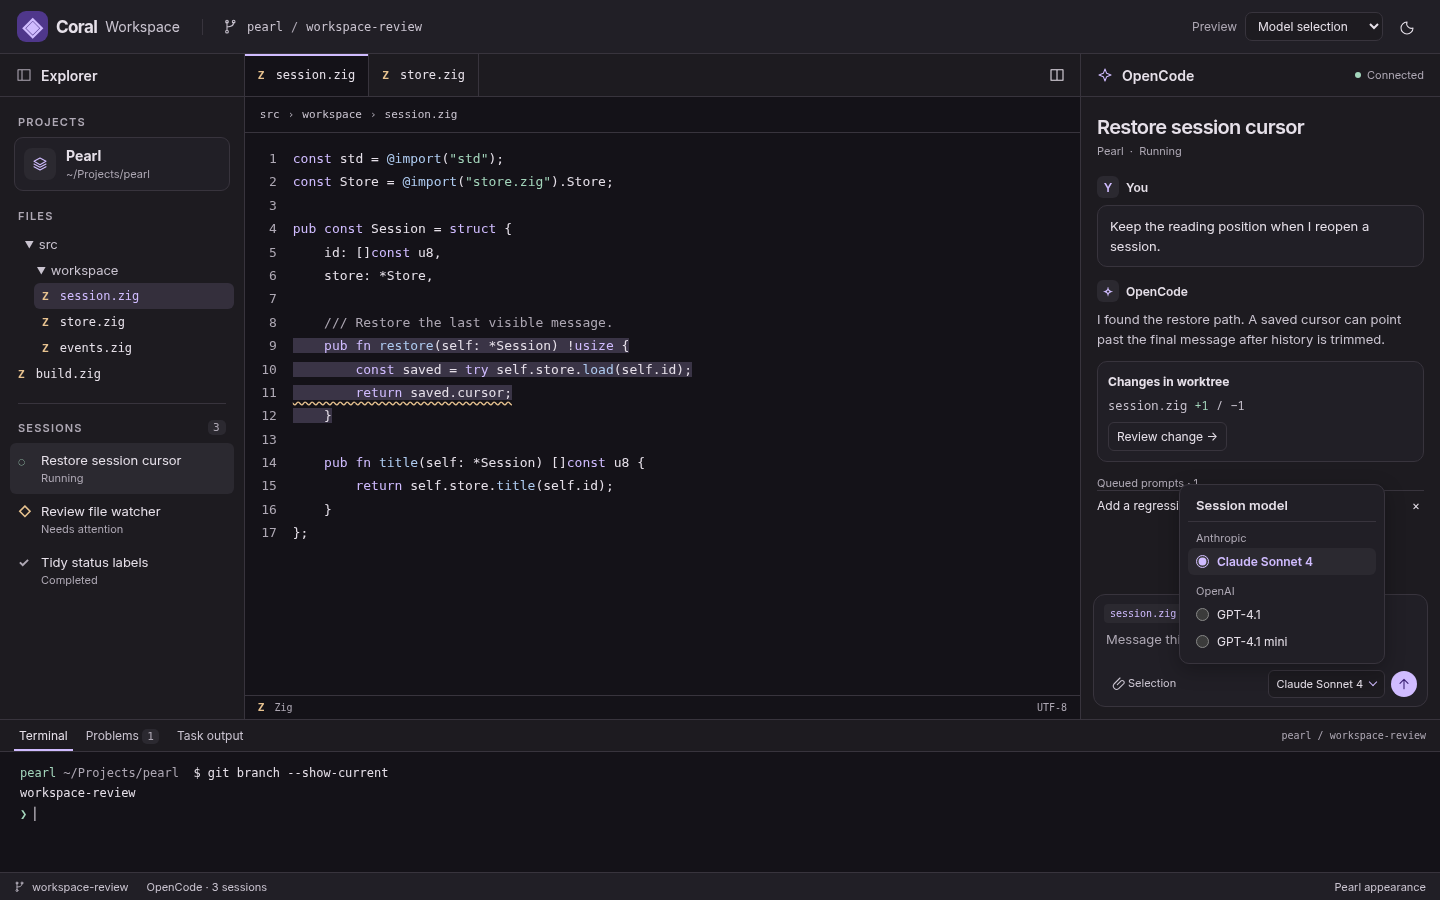 Coral Workspace pearl / workspace-review Preview Model selection
Explorer
PROJECTS
Pearl
~/Projects/pearl
FILES
src
workspace
Z session.zig
Z store.zig
Z events.zig
Z build.zig
SESSIONS 3
Restore session cursor
Running
Review file watcher
Needs attention
Tidy status labels
Completed
Z session.zig Z store.zig
src › workspace › session.zig
1 const std = @import("std");
2 const Store = @import("store.zig").Store;
3
4 pub const Session = struct {
5     id: []const u8,
6     store: *Store,
7
8     /// Restore the last visible message.
9     pub fn restore(self: *Session) !usize {
10         const saved = try self.store.load(self.id);
11         return saved.cursor;
12     }
13
14     pub fn title(self: *Session) []const u8 {
15         return self.store.title(self.id);
16     }
17 };
Z Zig UTF-8
OpenCode Connected
Restore session cursor
Pearl · Running
Y You
Keep the reading position when I reopen a
session.
OpenCode
I found the restore path. A saved cursor can point
past the final message after history is trimmed.
Changes in worktree
session.zig +1 / −1
Review change →
Queued prompts · 1
Add a regressi ×
Session model
Anthropic
Claude Sonnet 4
OpenAI
GPT-4.1
GPT-4.1 mini
session.zig
Message thi
Selection Claude Sonnet 4
Terminal Problems 1 Task output pearl / workspace-review
pearl ~/Projects/pearl $ git branch --show-current
workspace-review
❯
workspace-review OpenCode · 3 sessions Pearl appearance